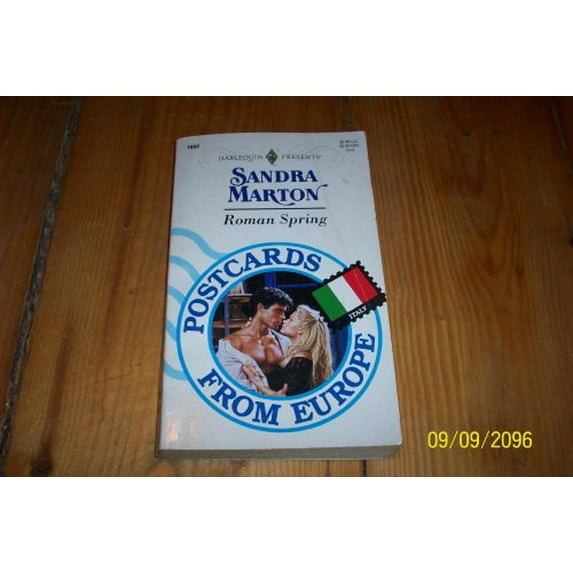 HARLEQUIN PRESENTS
SANDRA
MARTON
Roman Spring
POSTCARDS
FROM EUROPE
ITALY
09/09/2096